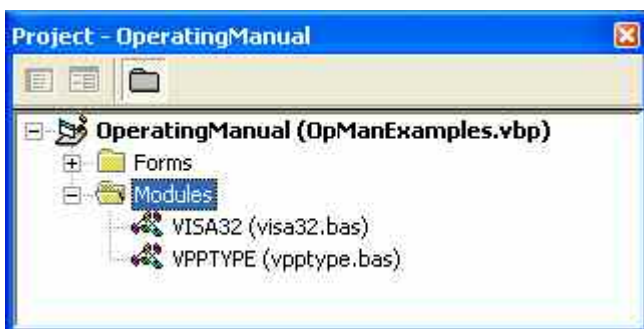 Project - OperatingManual
OperatingManual (OpManExamples.vbp)
Forms
Modules
VISA32 (visa32.bas)
VPPTYPE (vpptype.bas)